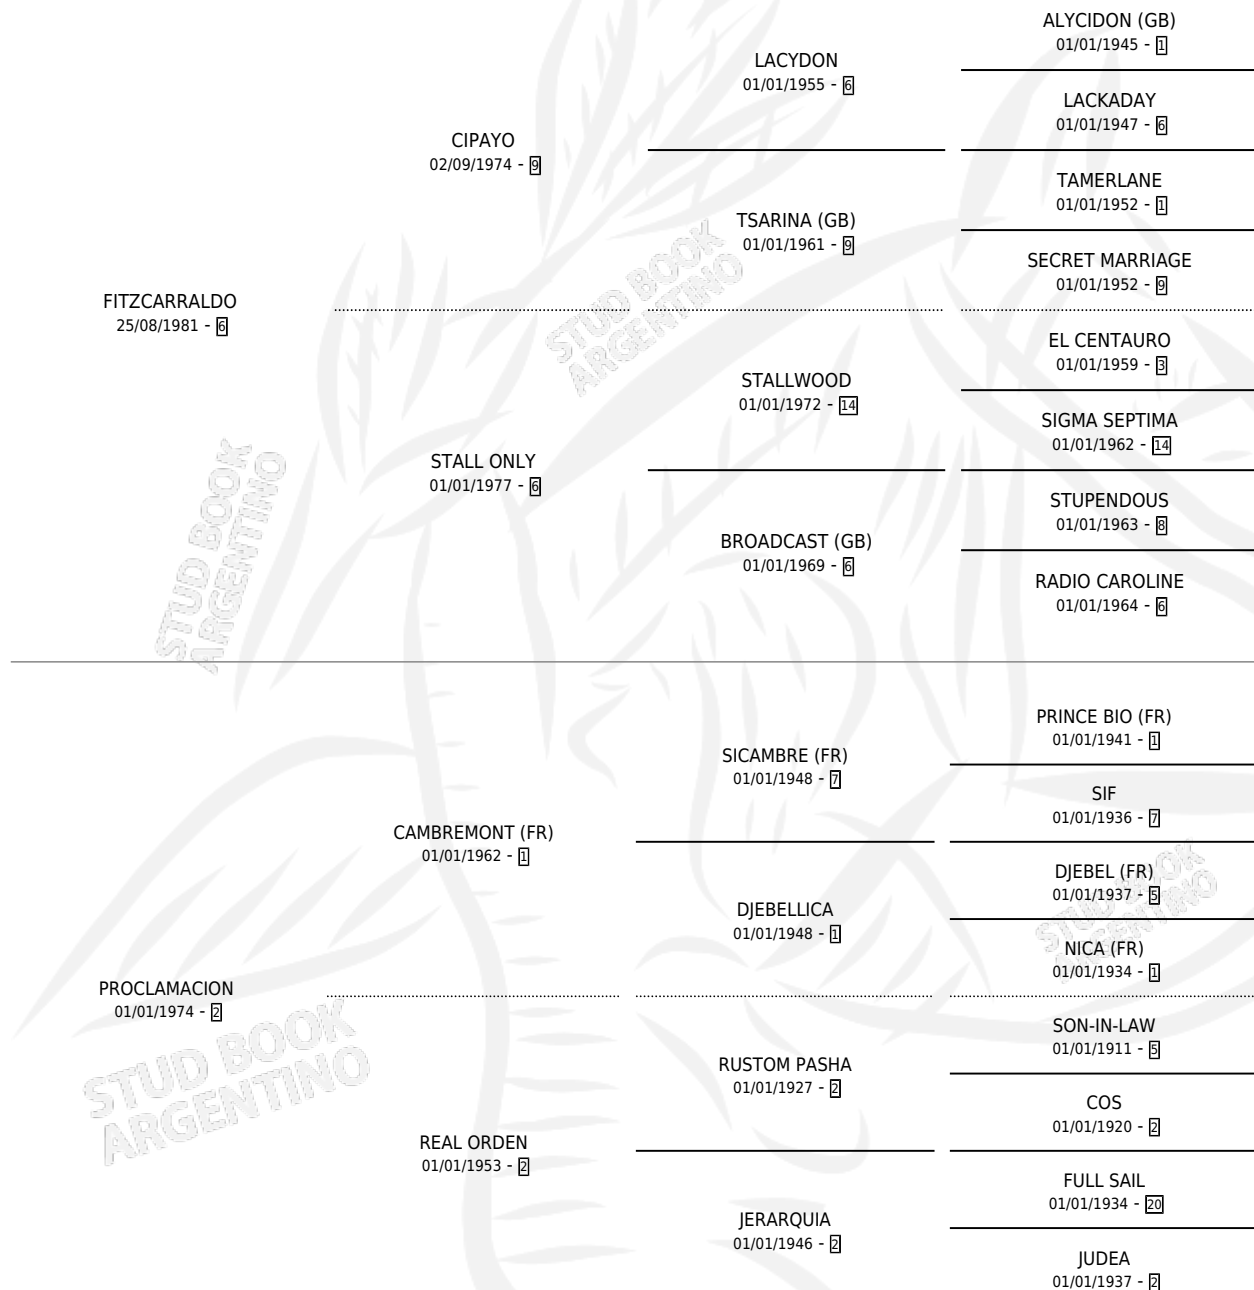 ALYCIDON (GB)
01/01/1945 - 1
LACYDON
01/01/1955 - 6
LACKADAY
01/01/1947 - 6
CIPAYO
02/09/1974 - 9
TAMERLANE
01/01/1952 - 1
TSARINA (GB)
01/01/1961 - 9
SECRET MARRIAGE
01/01/1952 - 9
FITZCARRALDO
25/08/1981 - 6
STUD BOOK
ARGENTINO
EL CENTAURO
01/01/1959 - 3
STALLWOOD
01/01/1972 - 14
SIGMA SEPTIMA
01/01/1962 - 14
STALL ONLY
01/01/1977 - 6
STUPENDOUS
01/01/1963 - 8
BROADCAST (GB)
01/01/1969 - 6
RADIO CAROLINE
01/01/1964 - 6
STUD BOOK
ARGENTINO
PRINCE BIO (FR)
01/01/1941 - 1
SICAMBRE (FR)
01/01/1948 - 7
SIF
01/01/1936 - 7
CAMBREMONT (FR)
01/01/1962 - 1
DJEBEL (FR)
01/01/1937 - 5
DJEBELLICA
01/01/1948 - 1
STUD BOOK
ARGENTINO
NICA (FR)
01/01/1934 - 1
PROCLAMACION
01/01/1974 - 2
STUD BOOK
ARGENTINO
SON-IN-LAW
01/01/1911 - 5
RUSTOM PASHA
01/01/1927 - 2
COS
01/01/1920 - 2
REAL ORDEN
01/01/1953 - 2
FULL SAIL
01/01/1934 - 20
JERARQUIA
01/01/1946 - 2
JUDEA
01/01/1937 - 2